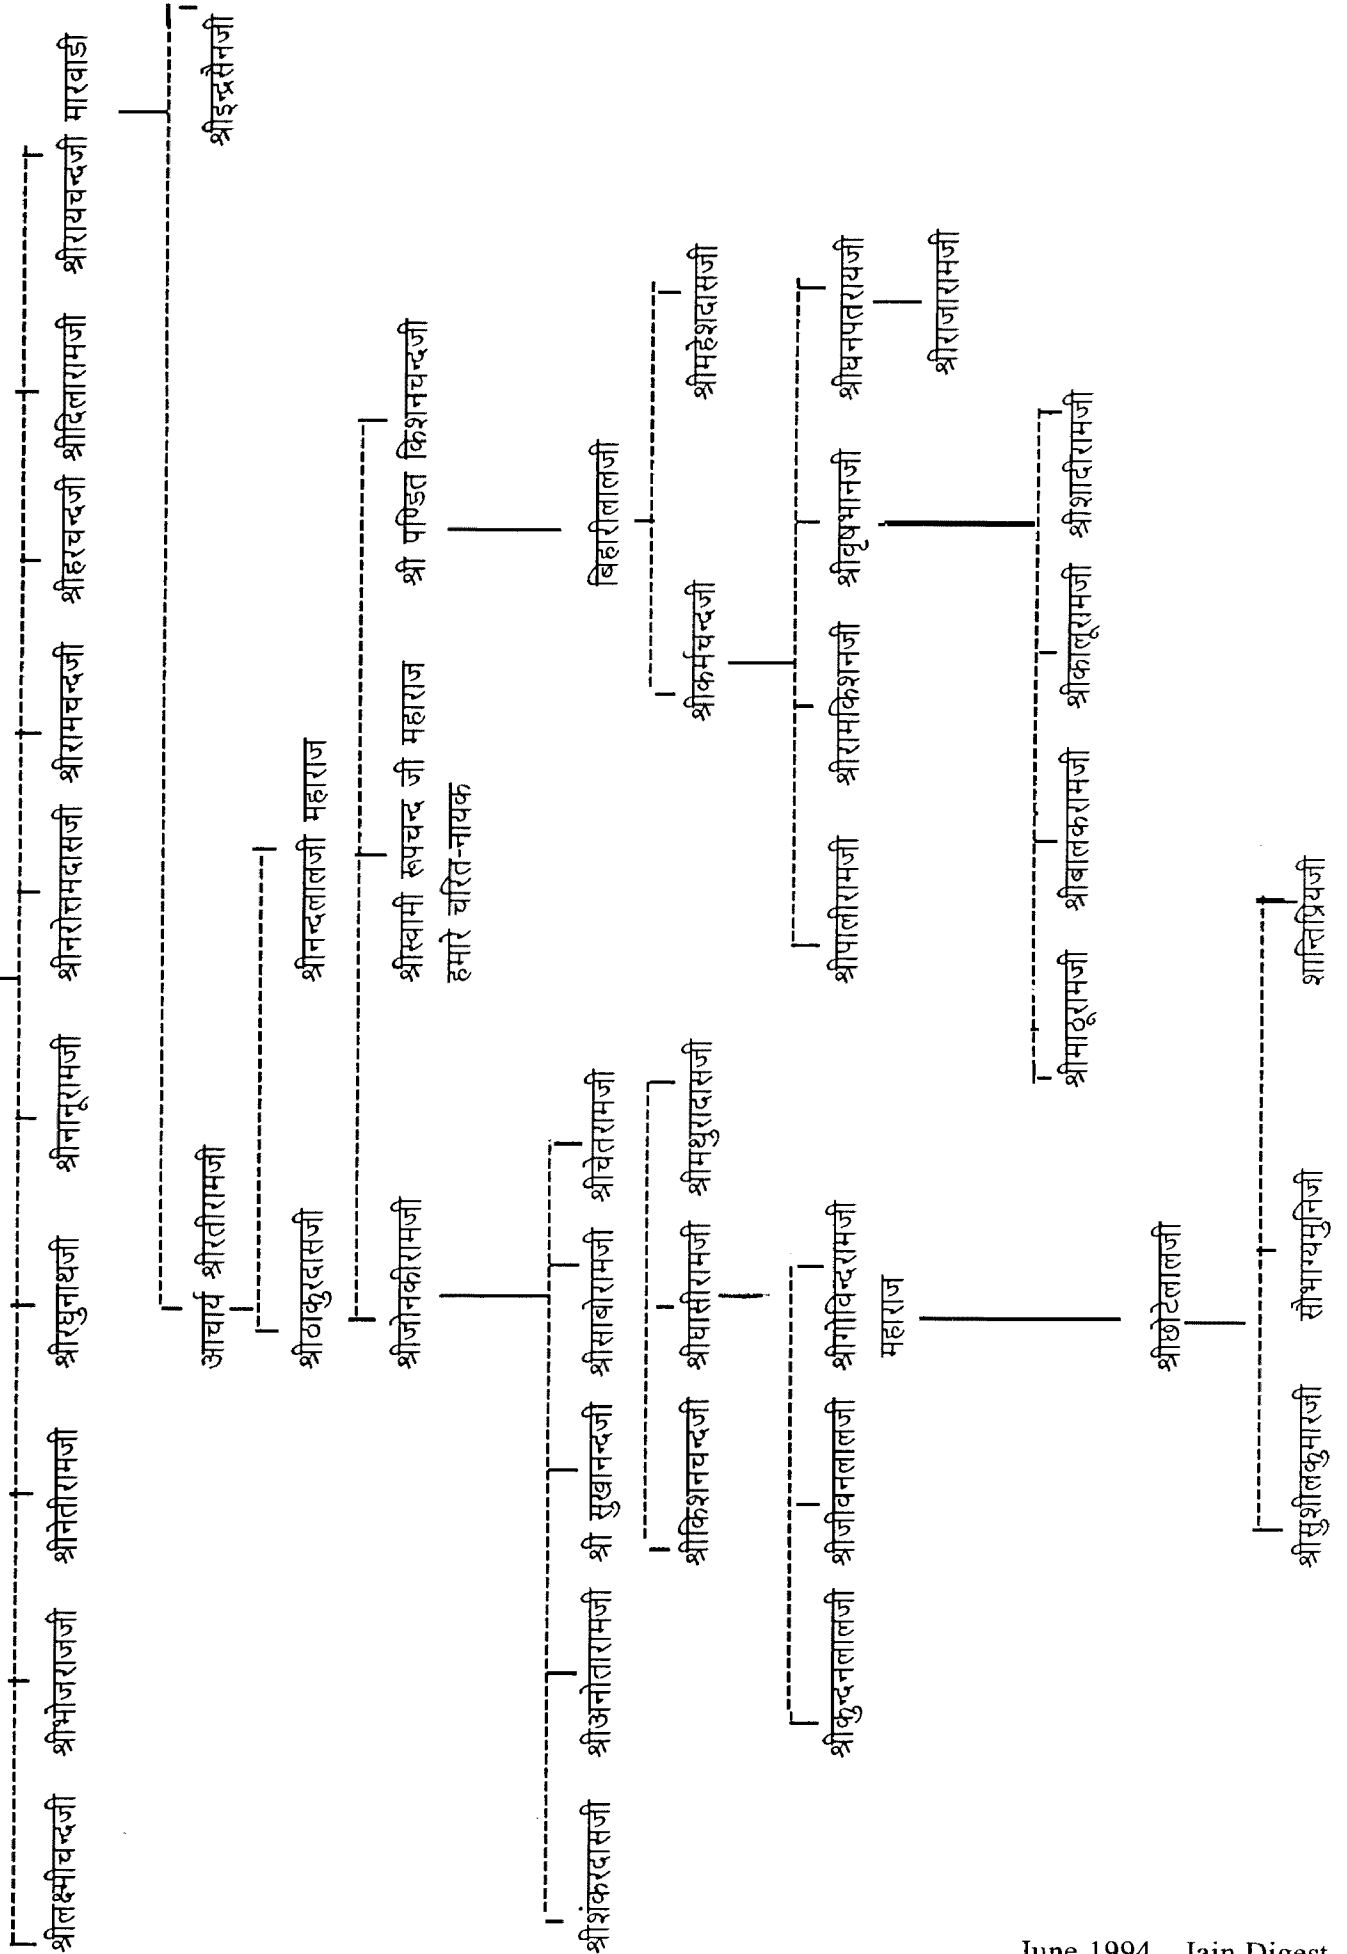 श्रीलक्ष्मीचन्दजी श्रीभोजराजजी श्रीनेतीरामजी श्रीरघुनाथजी श्रीनानूरामजी श्रीनरोत्तमदासजी श्रीरामचन्दजी श्रीहरचन्दजी श्रीदिलारामजी श्रीरायचन्दजी मारवाडी
आचार्य श्रीरतीरामजी श्रीइन्द्रसैनजी
श्रीठाकुरदासजी श्रीनन्दलालजी महाराज
श्रीजोनकीरामजी श्रीस्वामी रूपचन्द जी महाराज श्री पण्डित किशनचन्दजी
हमारे चरित-नायक
श्रीशंकरदासजी श्रीअनोतारामजी श्री सुखानन्दजी श्रीसाबोरामजी श्रीचेतरामजी बिहारीलालजी
श्रीकिशनचन्दजी श्रीघासीरामजी श्रीमथुरादासजी श्रीकर्मचन्दजी श्रीमहेशदासजी
श्रीकुन्दनलालजी श्रीजीवनलालजी श्रीगोविन्दरामजी श्रीपालीरामजी श्रीरामकिशनजी श्रीवृषभानजी श्रीधनपतरायजी
महाराज
श्रीराजारामजी
श्रीमाठूरामजी श्रीबालकरामजी श्रीकालूरामजी श्रीशादीरामजी
श्रीछोटेलालजी
श्रीसुशीलकुमारजी सौभाग्यमुनिजी शान्तिप्रियजी
June 1994 Jain Digest